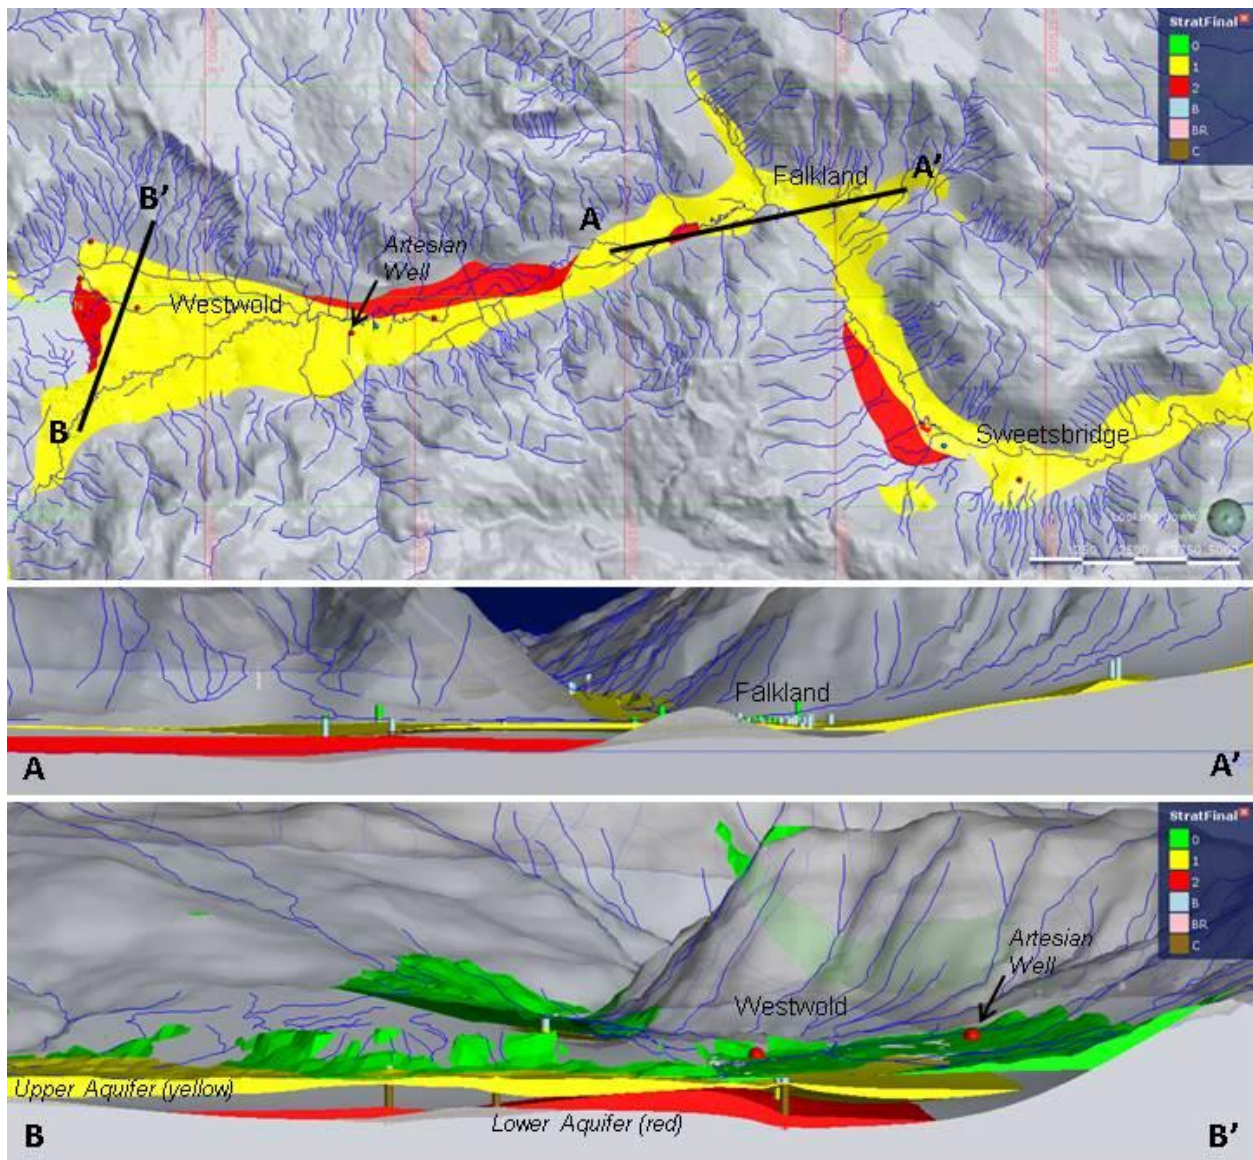 StratFinal
0
1
2
B
BR
C
Falkland
A'
B'
A
Artesian
Well
Westwold
B
Sweetsbridge
Falkland
A
A'
StratFinal
0
1
2
B
BR
C
Artesian
Well
Westwold
Upper Aquifer (yellow)
Lower Aquifer (red)
B
B'